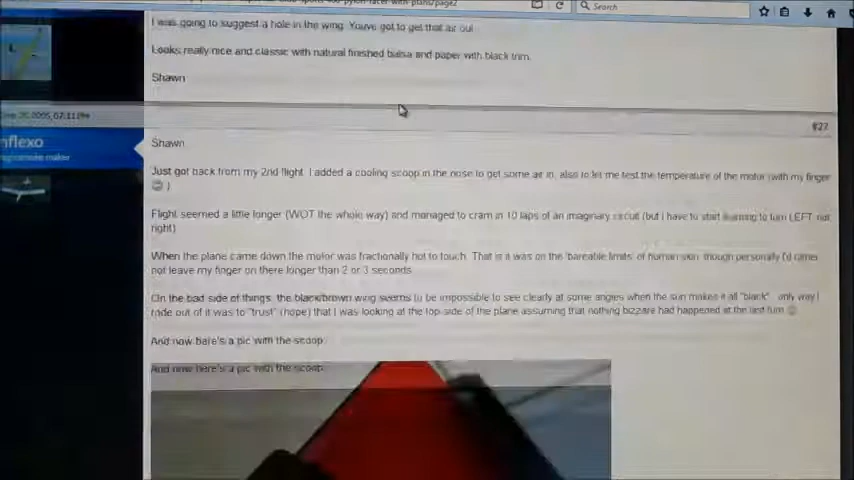 Search
I was going to suggest a hole in the wing. Youve got to get that air out
Looks really nice and classic with natural finished balsa and paper with black trim.
Shawn
#27
nflexo
Shawn
Just got back from my 2nd flight. I added a cooling scoop in the nose to get some air in, also to let me test the temperature of the motor (with my finger
)
Flight seemed a little longer (WOT the whole way) and managed to cram in 10 laps of an imaginary circuit (but i have to start learning to turn LEFT not
right)
When the plane came down the motor was fractionally hot to touch. That is it was on the 'bareable limits' of human skin, though personally I'd rather
not leave my finger on there longer than 2 or 3 seconds
On the bad side of things, the black/brown wing seems to be impossible to see clearly at some angles when the sun makes it all "black" only way I
rode out of it was to "trust" (hope) that I was looking at the top side of the plane assuming that nothing bizzare had happened at the last turn
And now here's a pic with the scoop
And now here's a pic with the scoop